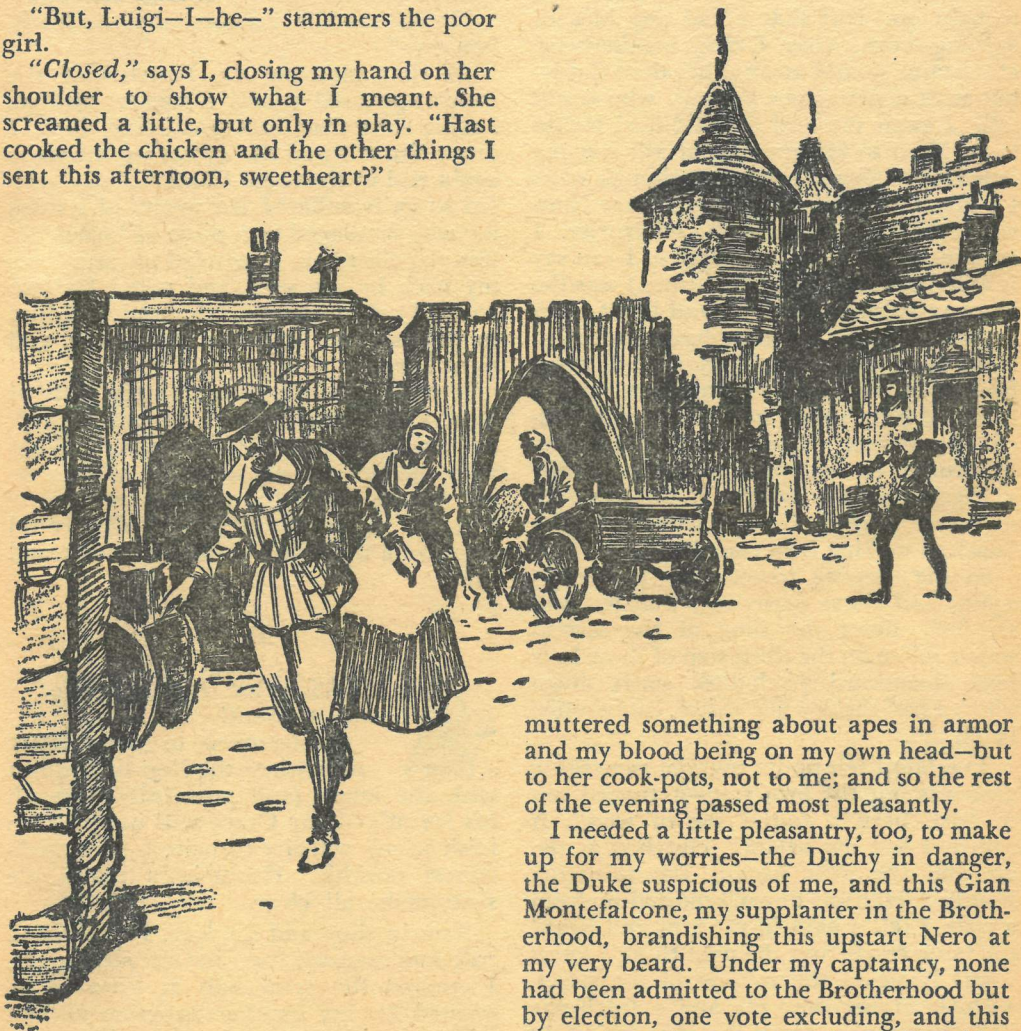 "But, Luigi—I—he—" stammers the poor
girl.
"Closed," says I, closing my hand on her
shoulder to show what I meant. She
screamed a little, but only in play. "Hast
cooked the chicken and the other things I
sent this afternoon, sweetheart?"
muttered something about apes in armor
and my blood being on my own head—but
to her cook-pots, not to me; and so the rest
of the evening passed most pleasantly.
I needed a little pleasantry, too, to make
up for my worries—the Duchy in danger,
the Duke suspicious of me, and this Gian
Montefalcone, my supplanter in the Broth-
erhood, brandishing this upstart Nero at
my very beard. Under my captaincy, none
had been admitted to the Brotherhood but
by election, one vote excluding, and this